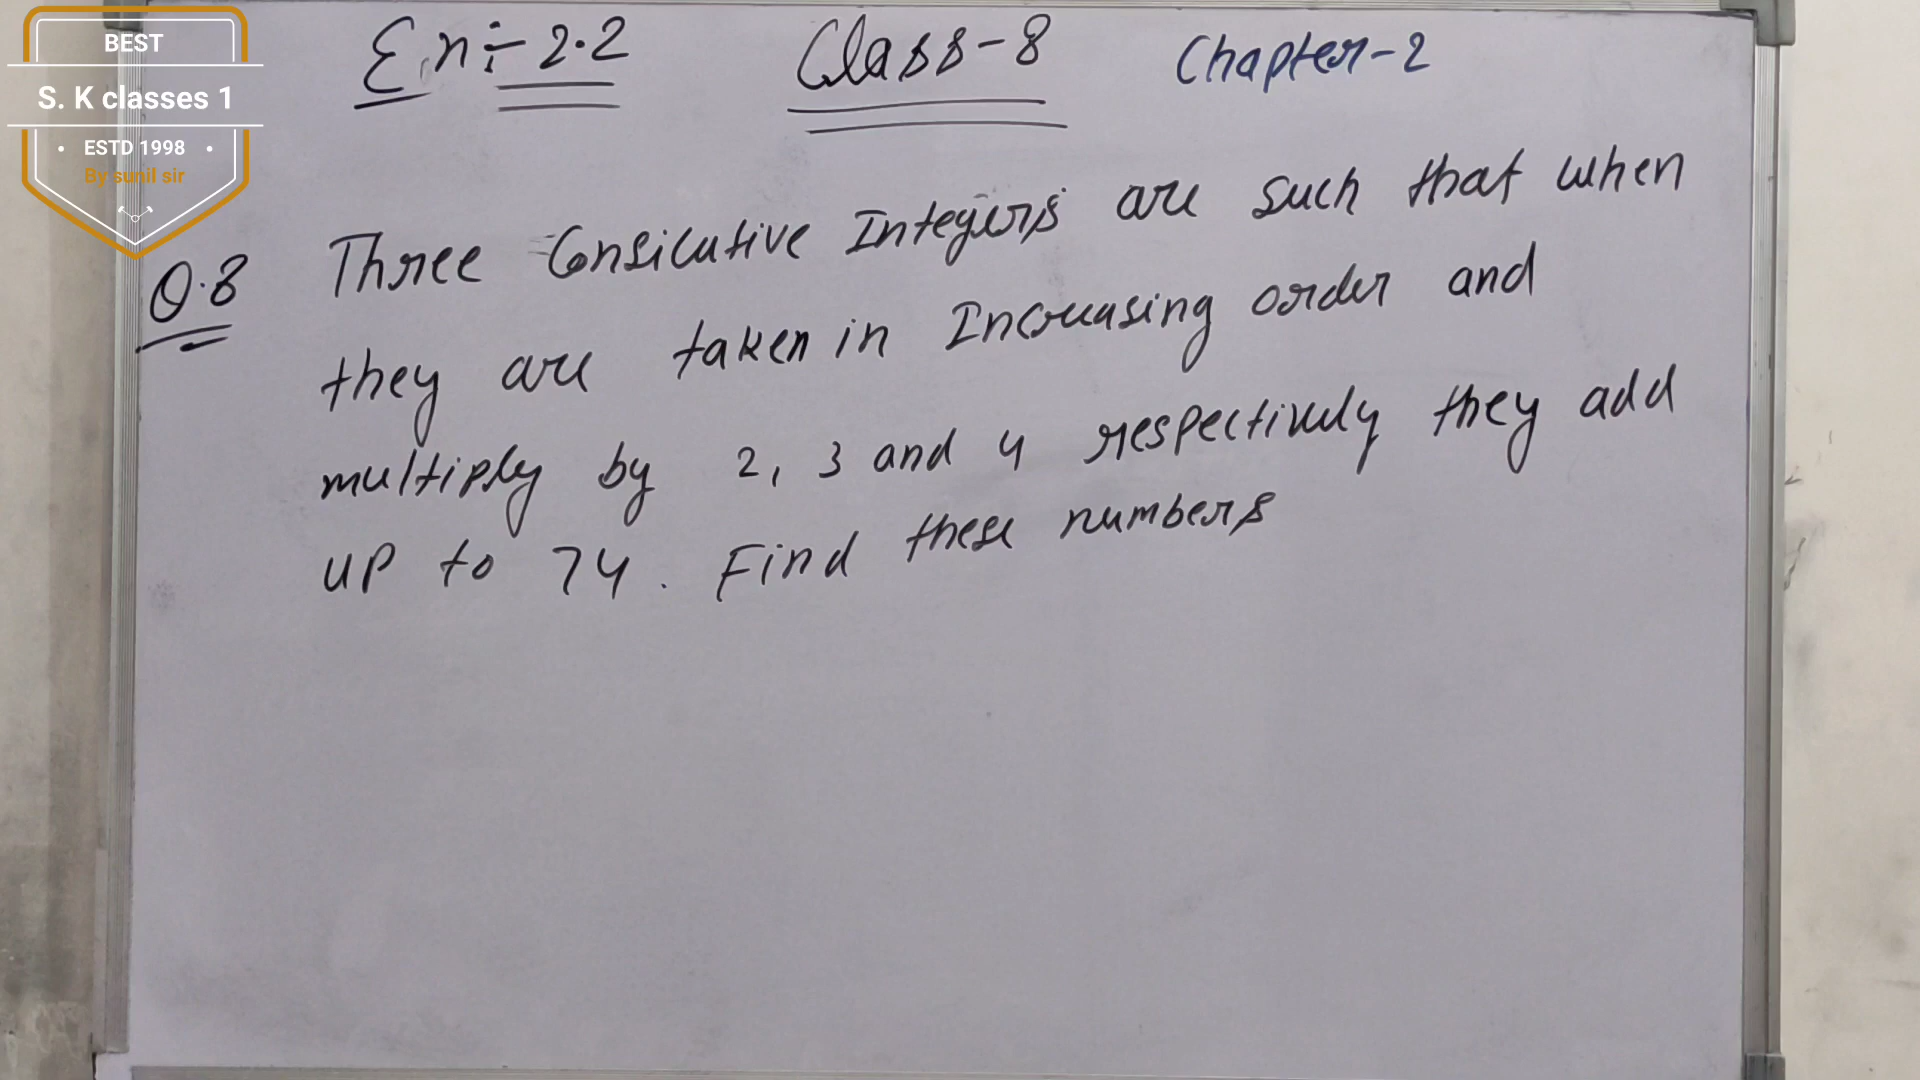 BEST
S. K classes 1
• ESTD 1998 •
By sunil sir
Ex:- 2.2 Class-8 Chapter-2
Q.8 Three Consicutive Integers are such that when
they are taken in Increasing order and
multiply by 2, 3 and 4 respectively they add
up to 74. Find these numbers